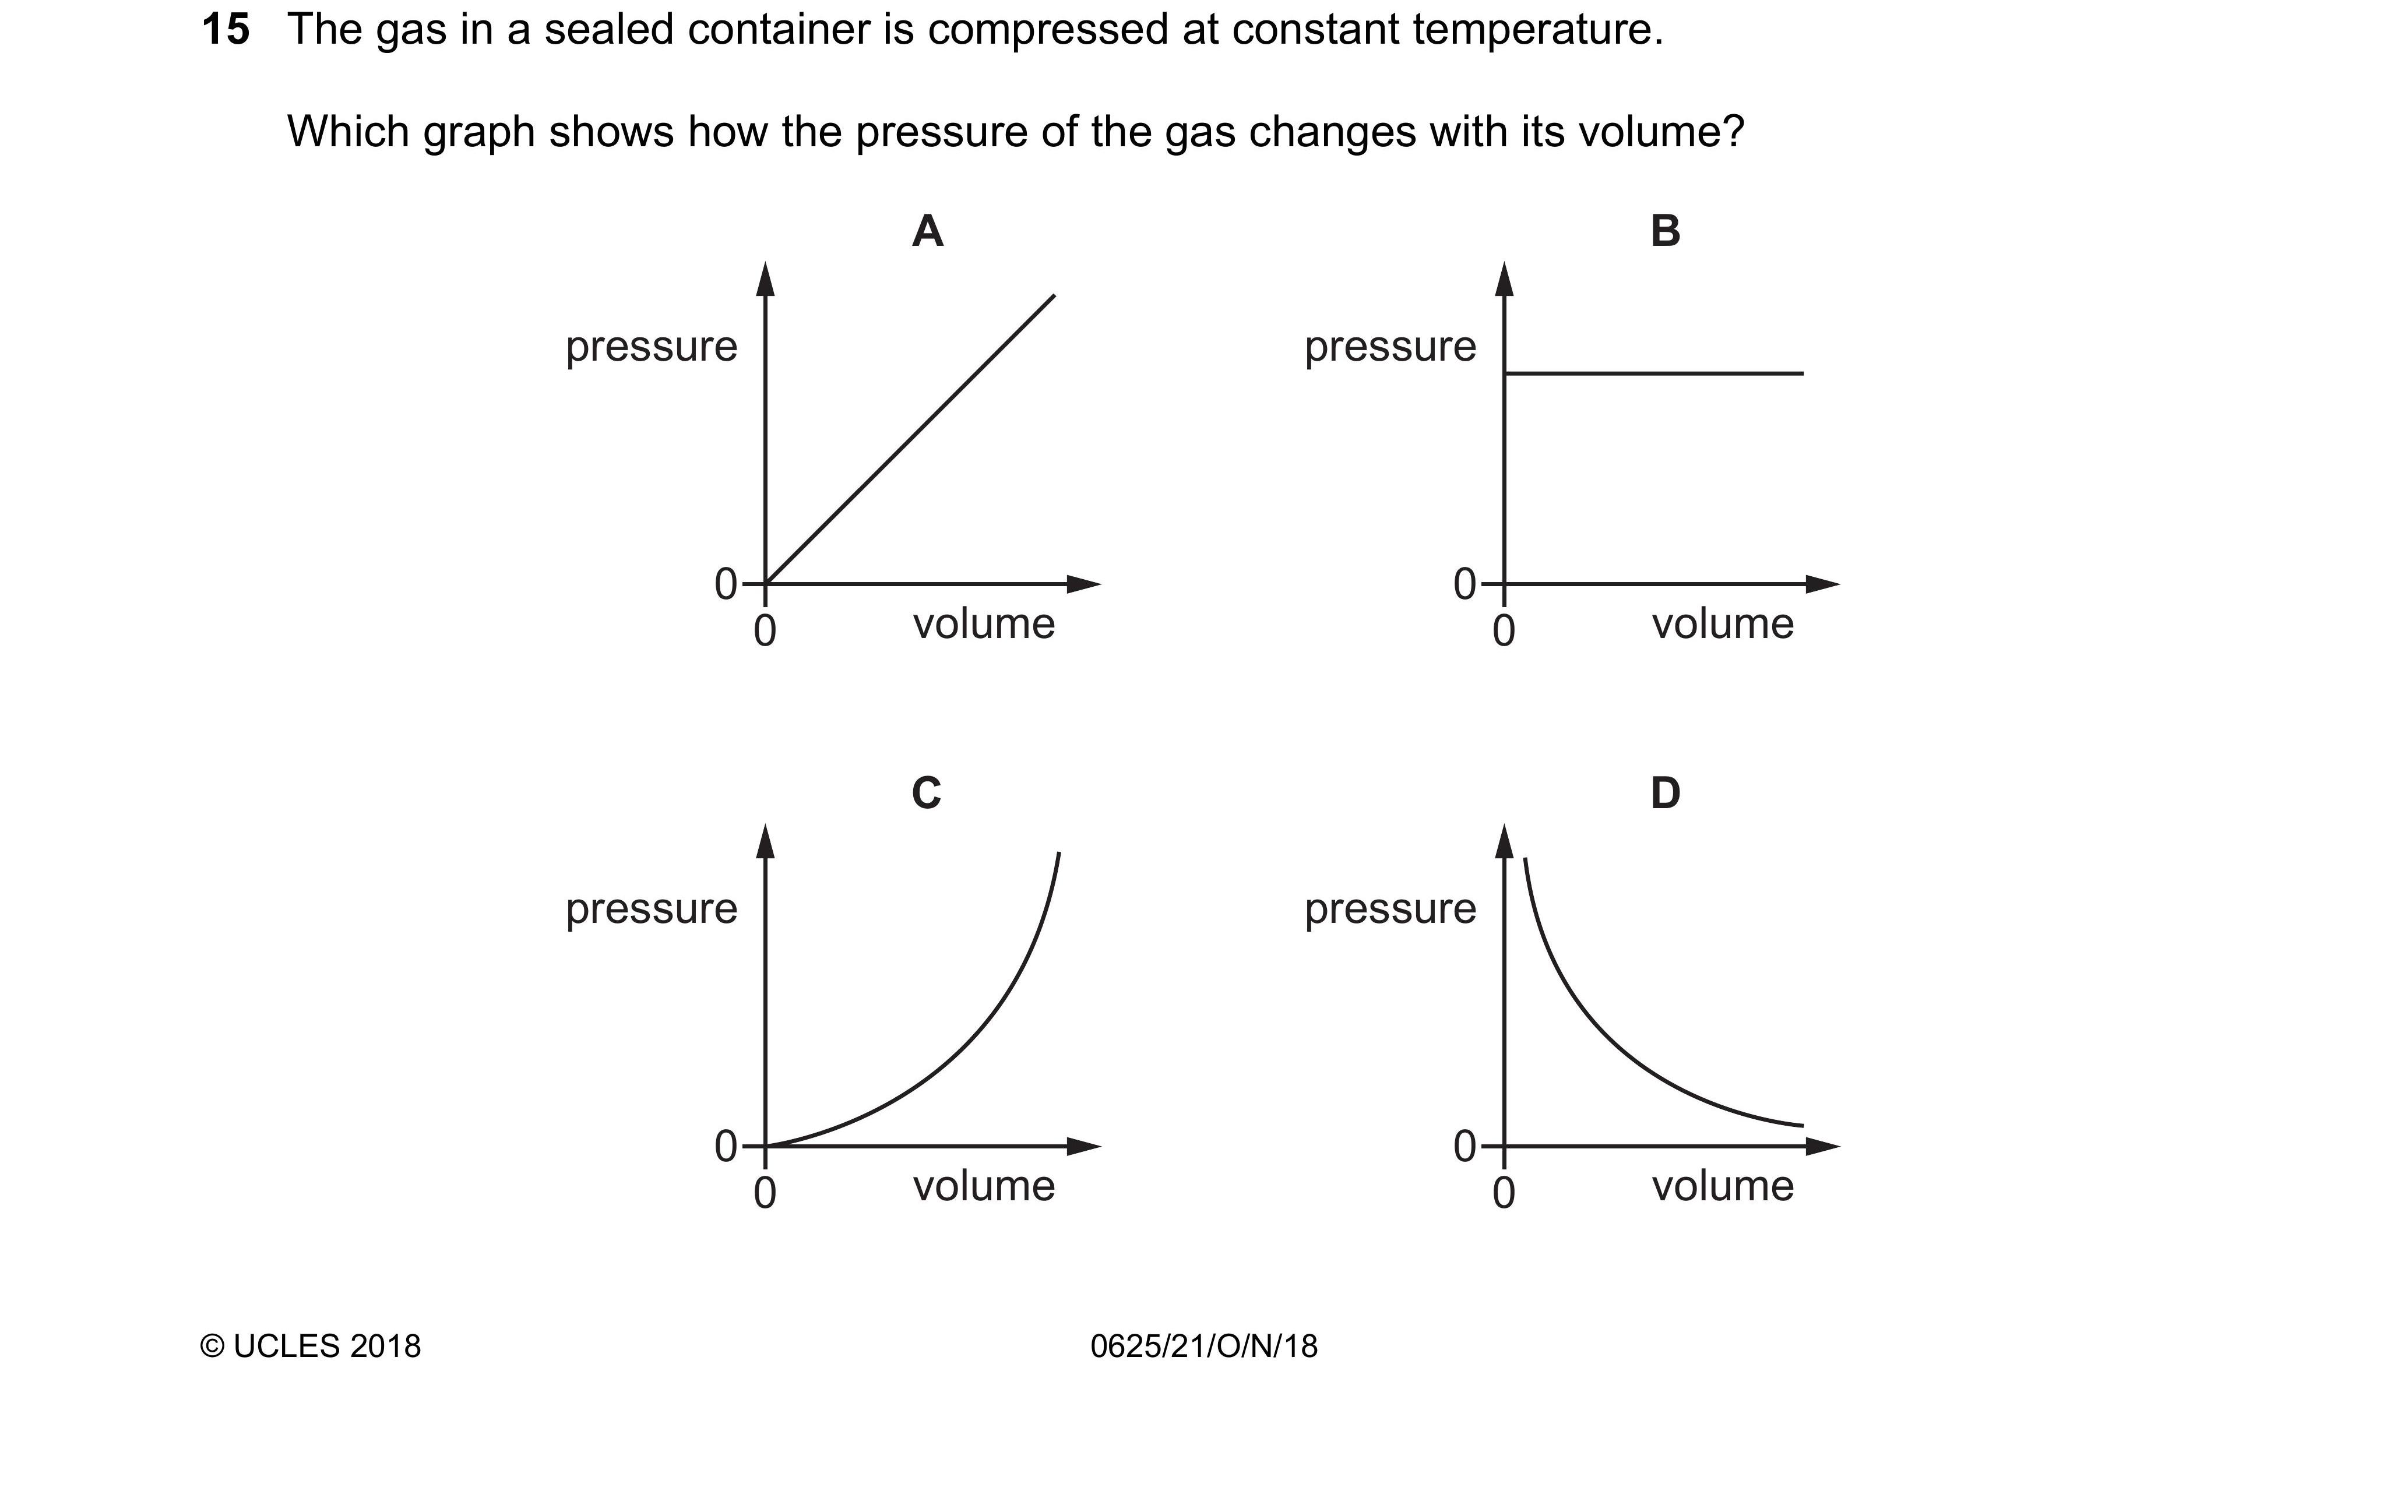 15 The gas in a sealed container is compressed at constant temperature.
Which graph shows how the pressure of the gas changes with its volume?
A
pressure
0
0
volume
B
pressure
0
0
volume
C
pressure
0
0
volume
D
pressure
0
0
volume
© UCLES 2018
0625/21/O/N/18